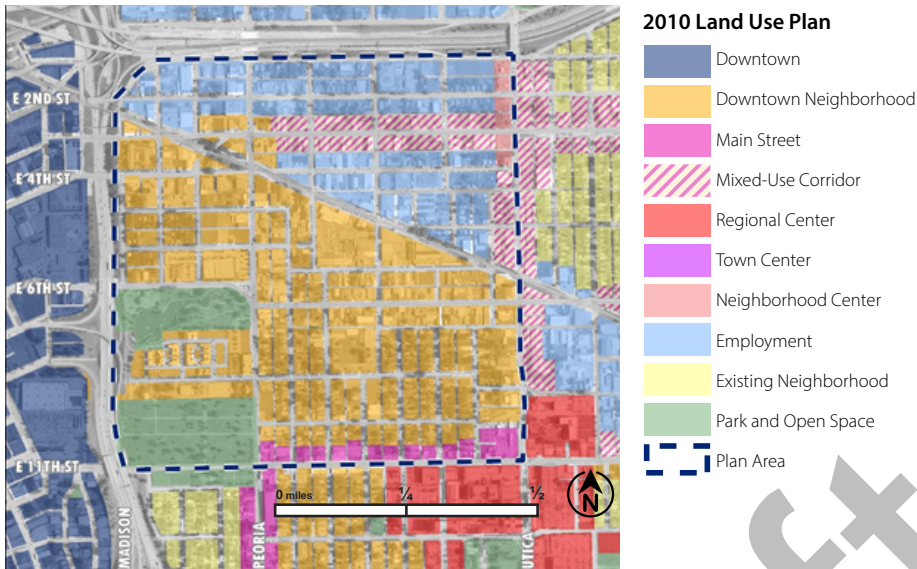 2010 Land Use Plan
Downtown
Downtown Neighborhood
Main Street
Mixed-Use Corridor
Regional Center
Town Center
Neighborhood Center
Employment
Existing Neighborhood
Park and Open Space
Plan Area
E 2ND ST
E 4TH ST
E 6TH ST
E 11TH ST
MADISON
PEORIA
UTICA
0 miles
¼
½
N